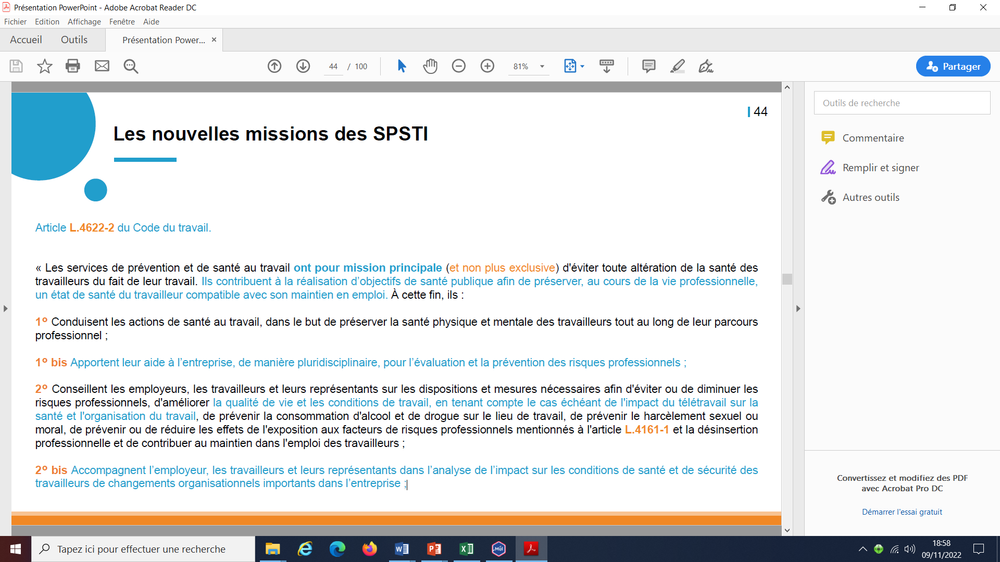 Présentation PowerPoint - Adobe Acrobat Reader DC
Fichier Edition Affichage Fenêtre Aide
Accueil Outils Présentation Power... ×
44 / 100 81% Partager
Outils de recherche
Commentaire
Remplir et signer
Autres outils
Convertissez et modifiez des PDF
avec Acrobat Pro DC
Démarrer l'essai gratuit
44
Les nouvelles missions des SPSTI
Article L.4622-2 du Code du travail.
« Les services de prévention et de santé au travail ont pour mission principale (et non plus exclusive) d'éviter toute altération de la santé des
travailleurs du fait de leur travail. Ils contribuent à la réalisation d’objectifs de santé publique afin de préserver, au cours de la vie professionnelle,
un état de santé du travailleur compatible avec son maintien en emploi. À cette fin, ils :
1° Conduisent les actions de santé au travail, dans le but de préserver la santé physique et mentale des travailleurs tout au long de leur parcours
professionnel ;
1° bis Apportent leur aide à l’entreprise, de manière pluridisciplinaire, pour l’évaluation et la prévention des risques professionnels ;
2° Conseillent les employeurs, les travailleurs et leurs représentants sur les dispositions et mesures nécessaires afin d'éviter ou de diminuer les
risques professionnels, d'améliorer la qualité de vie et les conditions de travail, en tenant compte le cas échéant de l'impact du télétravail sur la
santé et l'organisation du travail, de prévenir la consommation d'alcool et de drogue sur le lieu de travail, de prévenir le harcèlement sexuel ou
moral, de prévenir ou de réduire les effets de l'exposition aux facteurs de risques professionnels mentionnés à l'article L.4161-1 et la désinsertion
professionnelle et de contribuer au maintien dans l'emploi des travailleurs ;
2° bis Accompagnent l’employeur, les travailleurs et leurs représentants dans l’analyse de l’impact sur les conditions de santé et de sécurité des
travailleurs de changements organisationnels importants dans l’entreprise ;
Tapez ici pour effectuer une recherche
18:58
09/11/2022